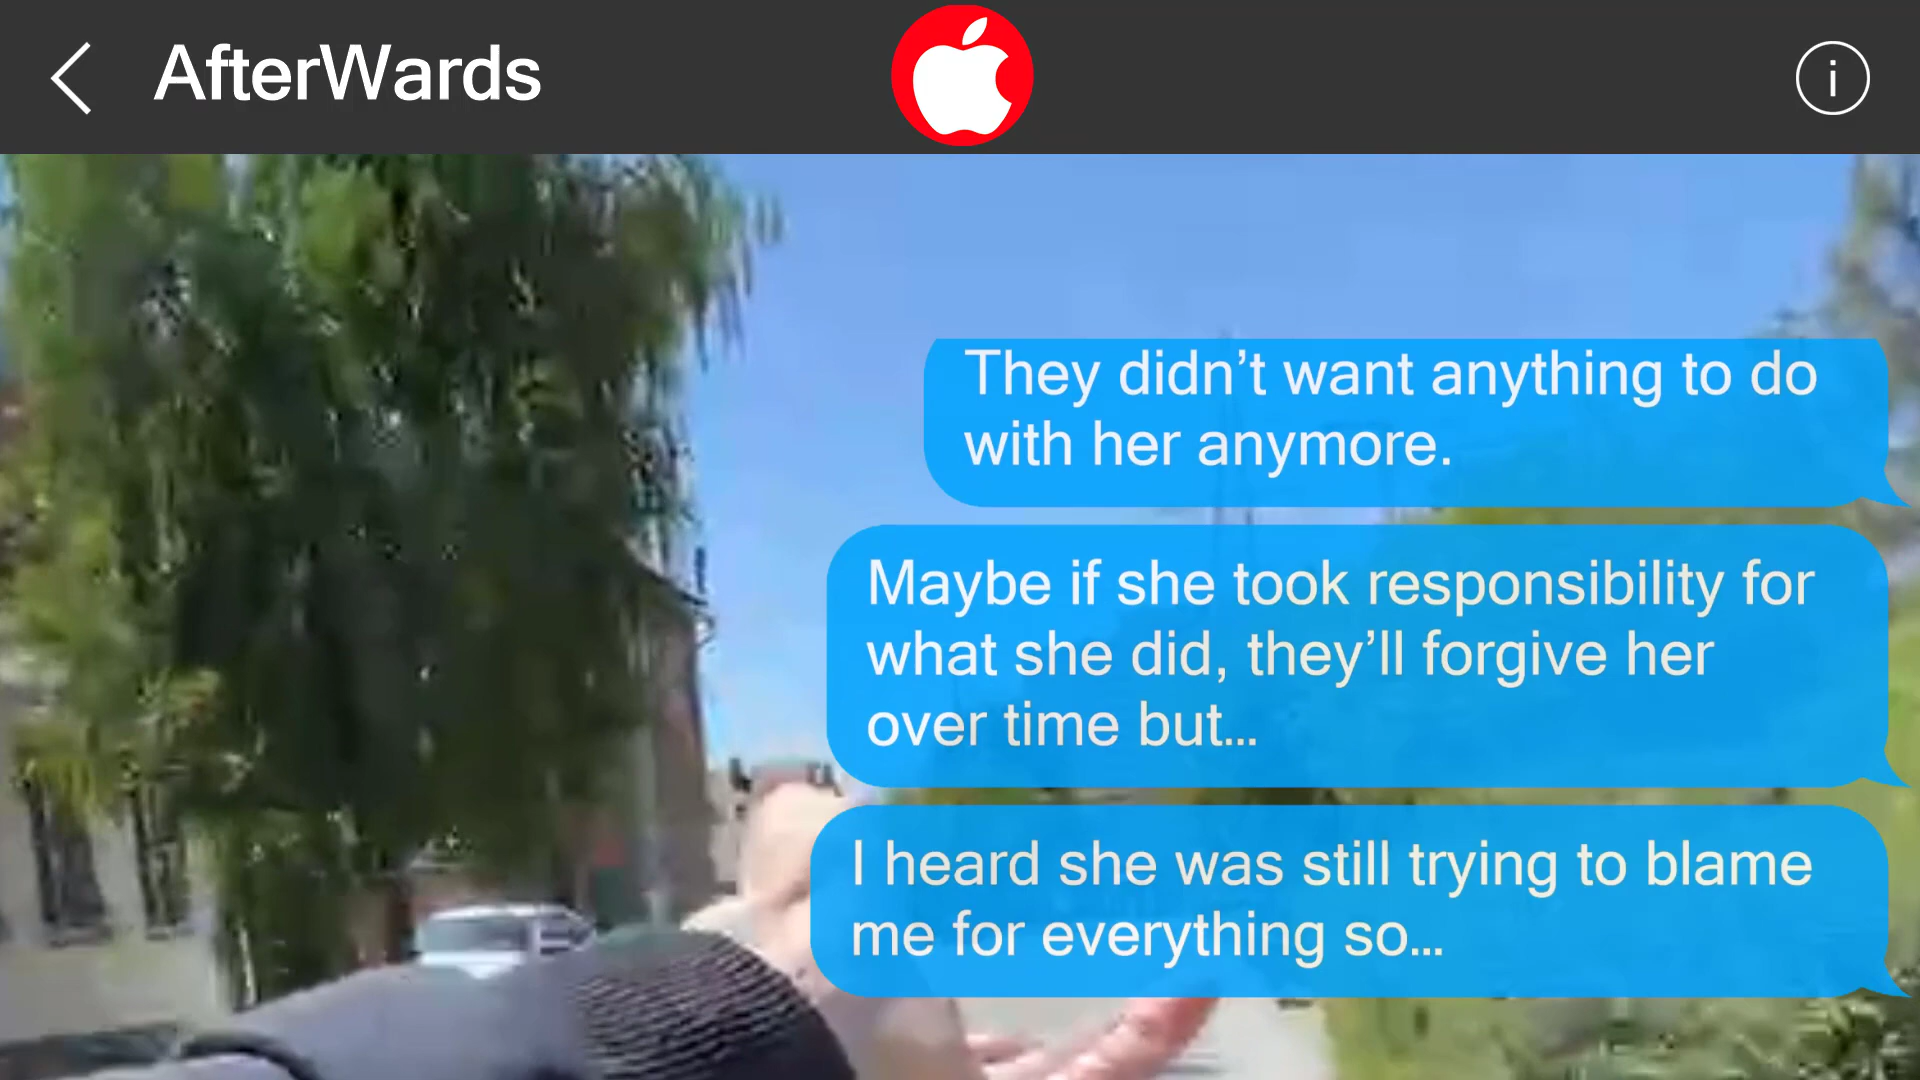 AfterWards
They didn’t want anything to do
with her anymore.
Maybe if she took responsibility for
what she did, they’ll forgive her
over time but...
I heard she was still trying to blame
me for everything so...